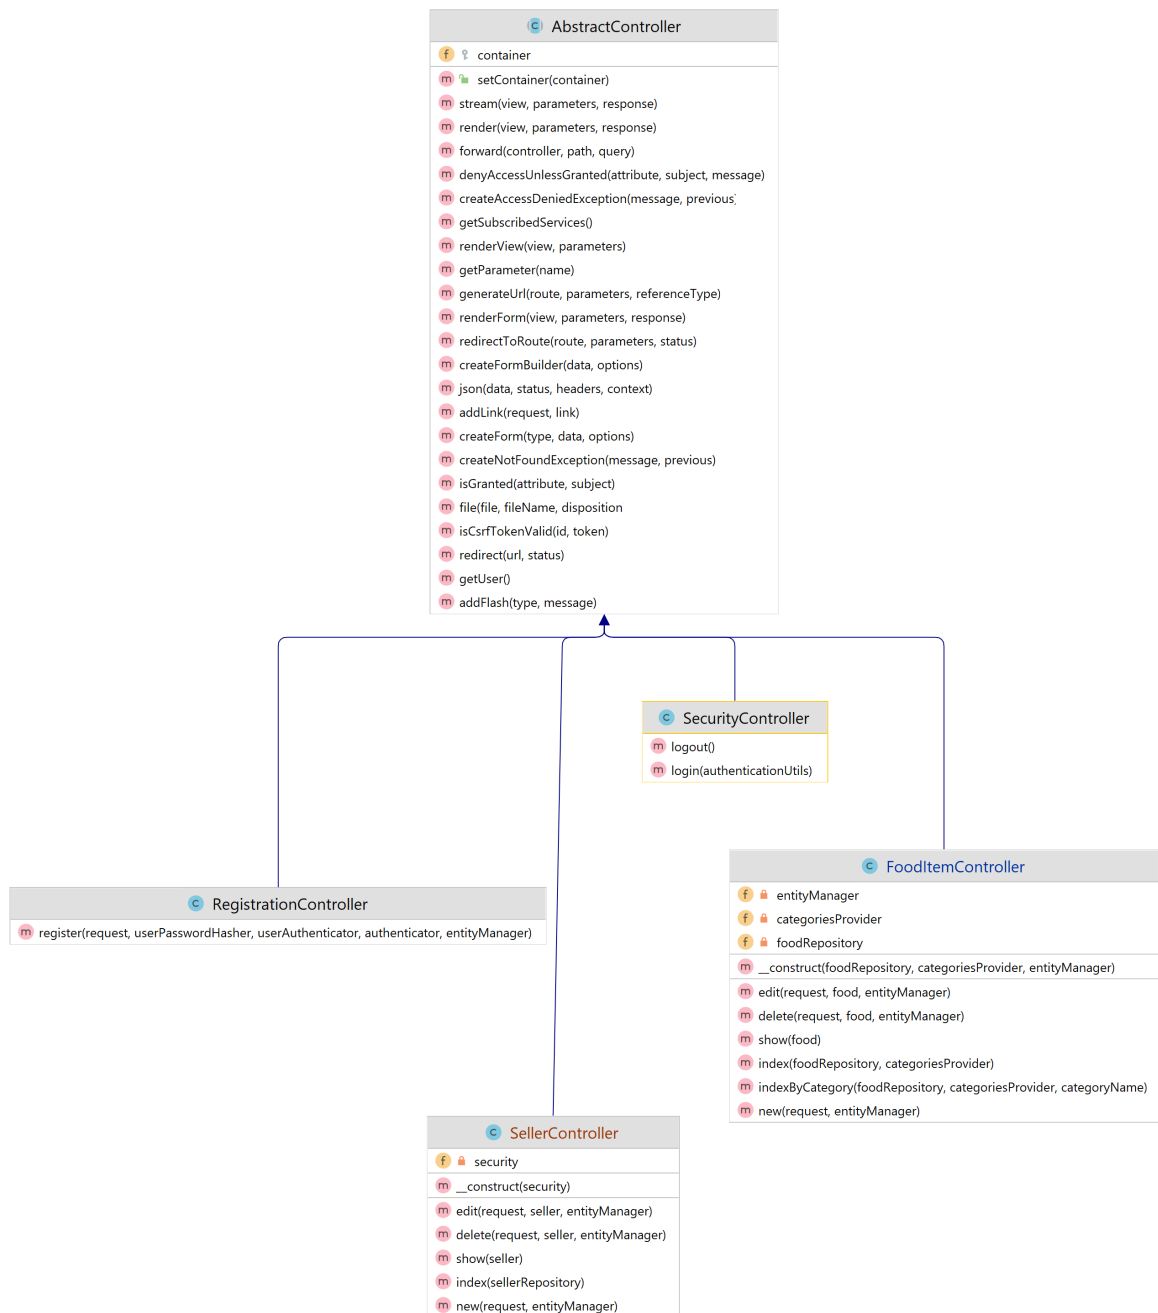 AbstractController
container
setContainer(container)
stream(view, parameters, response)
render(view, parameters, response)
forward(controller, path, query)
denyAccessUnlessGranted(attribute, subject, message)
createAccessDeniedException(message, previous
getSubscribedServices()
renderView(view, parameters)
getParameter(name)
generateUrl(route, parameters, referenceType)
renderForm(view, parameters, response)
redirectToRoute(route, parameters, status)
createFormBuilder(data, options)
json(data, status, headers, context)
addLink(request, link)
createForm(type, data, options)
createNotFoundException(message, previous)
isGranted(attribute, subject)
file(file, fileName, disposition
isCsrfTokenValid(id, token)
redirect(url, status)
getUser()
addFlash(type, message)
SecurityController
logout()
login(authenticationUtils)
RegistrationController
register(request, userPasswordHasher, userAuthenticator, authenticator, entityManager)
FoodItemController
entityManager
categoriesProvider
foodRepository
__construct(foodRepository, categoriesProvider, entityManager)
edit(request, food, entityManager)
delete(request, food, entityManager)
show(food)
index(foodRepository, categoriesProvider)
indexByCategory(foodRepository, categoriesProvider, categoryName)
new(request, entityManager)
SellerController
security
__construct(security)
edit(request, seller, entityManager)
delete(request, seller, entityManager)
show(seller)
index(sellerRepository)
new(request, entityManager)